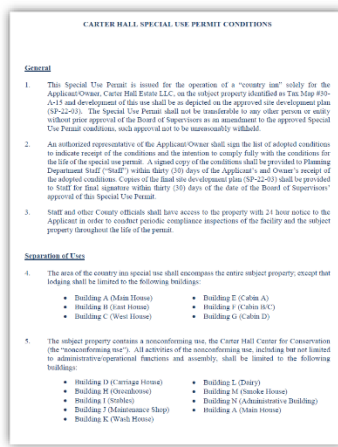 CARTER HALL SPECIAL USE PERMIT CONDITIONS
General
1. This Special Use Permit is issued for the operation of a "country inn" solely for the
Applicant/Owner, Carter Hall Estate LLC, on the subject property identified as Tax Map #30-
A-15 and development of this use shall be as depicted on the approved site development plan
(SP-22-03). The Special Use Permit shall not be transferable to any other person or entity
without prior approval of the Board of Supervisors as an amendment to the approved Special
Use Permit conditions, such approval not to be unreasonably withheld.
2. An authorized representative of the Applicant/Owner shall sign the list of adopted conditions
to indicate receipt of the conditions and the intention to comply fully with the conditions for
the life of the special use permit. A signed copy of the conditions shall be provided to Planning
Department Staff ("Staff") within thirty (30) days of the Applicant's and Owner's receipt of
the adopted conditions. Copies of the final site development plan (SP-22-03) shall be provided
to Staff for final signature within thirty (30) days of the date of the Board of Supervisors'
approval of this Special Use Permit.
3. Staff and other County officials shall have access to the property with 24 hour notice to the
Applicant in order to conduct periodic compliance inspections of the facility and the subject
property throughout the life of the permit.
Separation of Uses
4. The area of the country inn special use shall encompass the entire subject property; except that
lodging shall be limited to the following buildings:
• Building A (Main House)
• Building B (East House)
• Building C (West House)
• Building E (Cabin A)
• Building F (Cabin B/C)
• Building G (Cabin D)
5. The subject property contains a nonconforming use, the Carter Hall Center for Conservation
(the "nonconforming use"). All activities of the nonconforming use, including but not limited
to administrative/office functions and assembly, shall be limited to the following
buildings:
• Building D (Carriage House)
• Building H (Greenhouse)
• Building I (Stables)
• Building J (Maintenance Shop)
• Building K (Wash House)
• Building L (Dairy)
• Building M (Smoke House)
• Building N (Administrative Building)
• Building A (Main House)